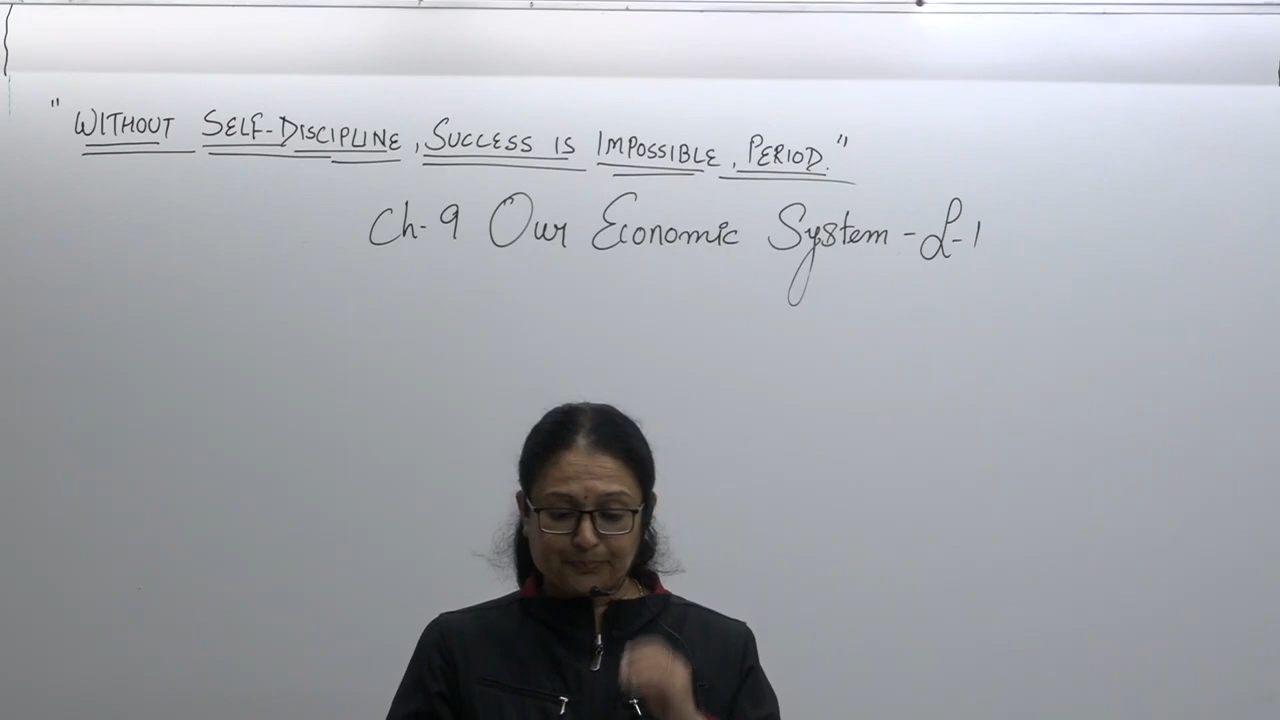 "WITHOUT SELF-DISCIPLINE, SUCCESS IS IMPOSSIBLE, PERIOD."
Ch-9 Our Economic System-L-1